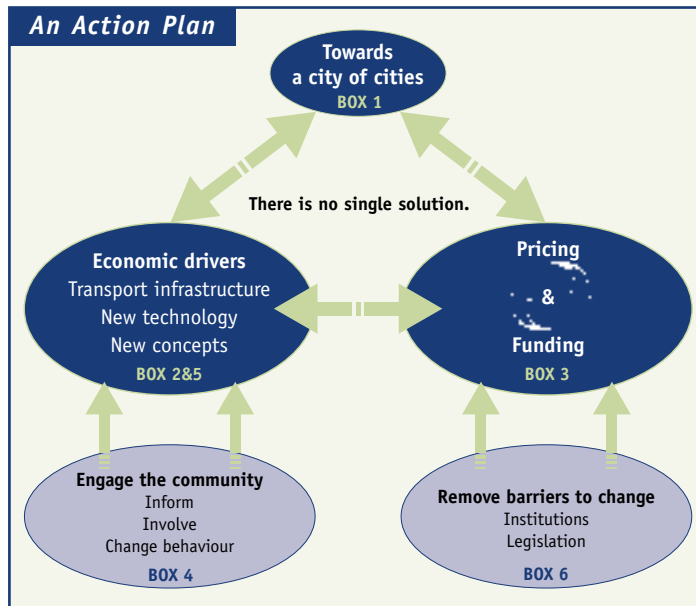 An Action Plan
Towards
a city of cities
BOX 1
There is no single solution.
Economic drivers
Transport infrastructure
New technology
New concepts
BOX 2&5
Pricing
&
Funding
BOX 3
Engage the community
Inform
Involve
Change behaviour
BOX 4
Remove barriers to change
Institutions
Legislation
BOX 6